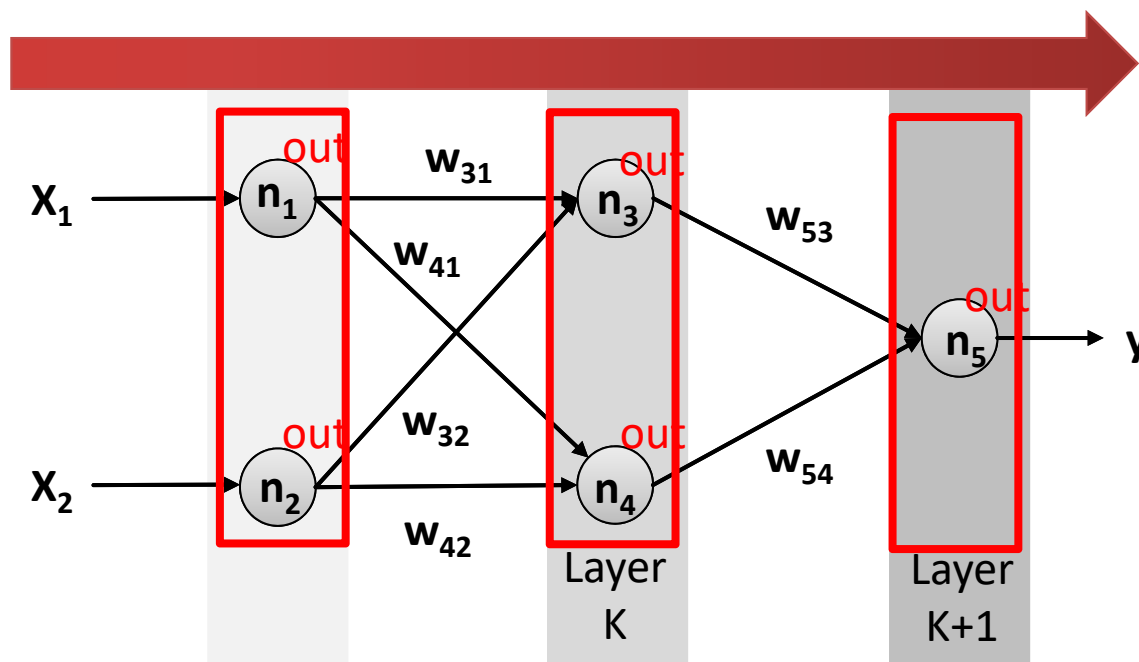 out
out
w₃₁
X₁
n₁
n₃
w₅₃
w₄₁
out
n₅
y
out
out
w₃₂
w₅₄
X₂
n₂
n₄
w₄₂
Layer
K
Layer
K+1